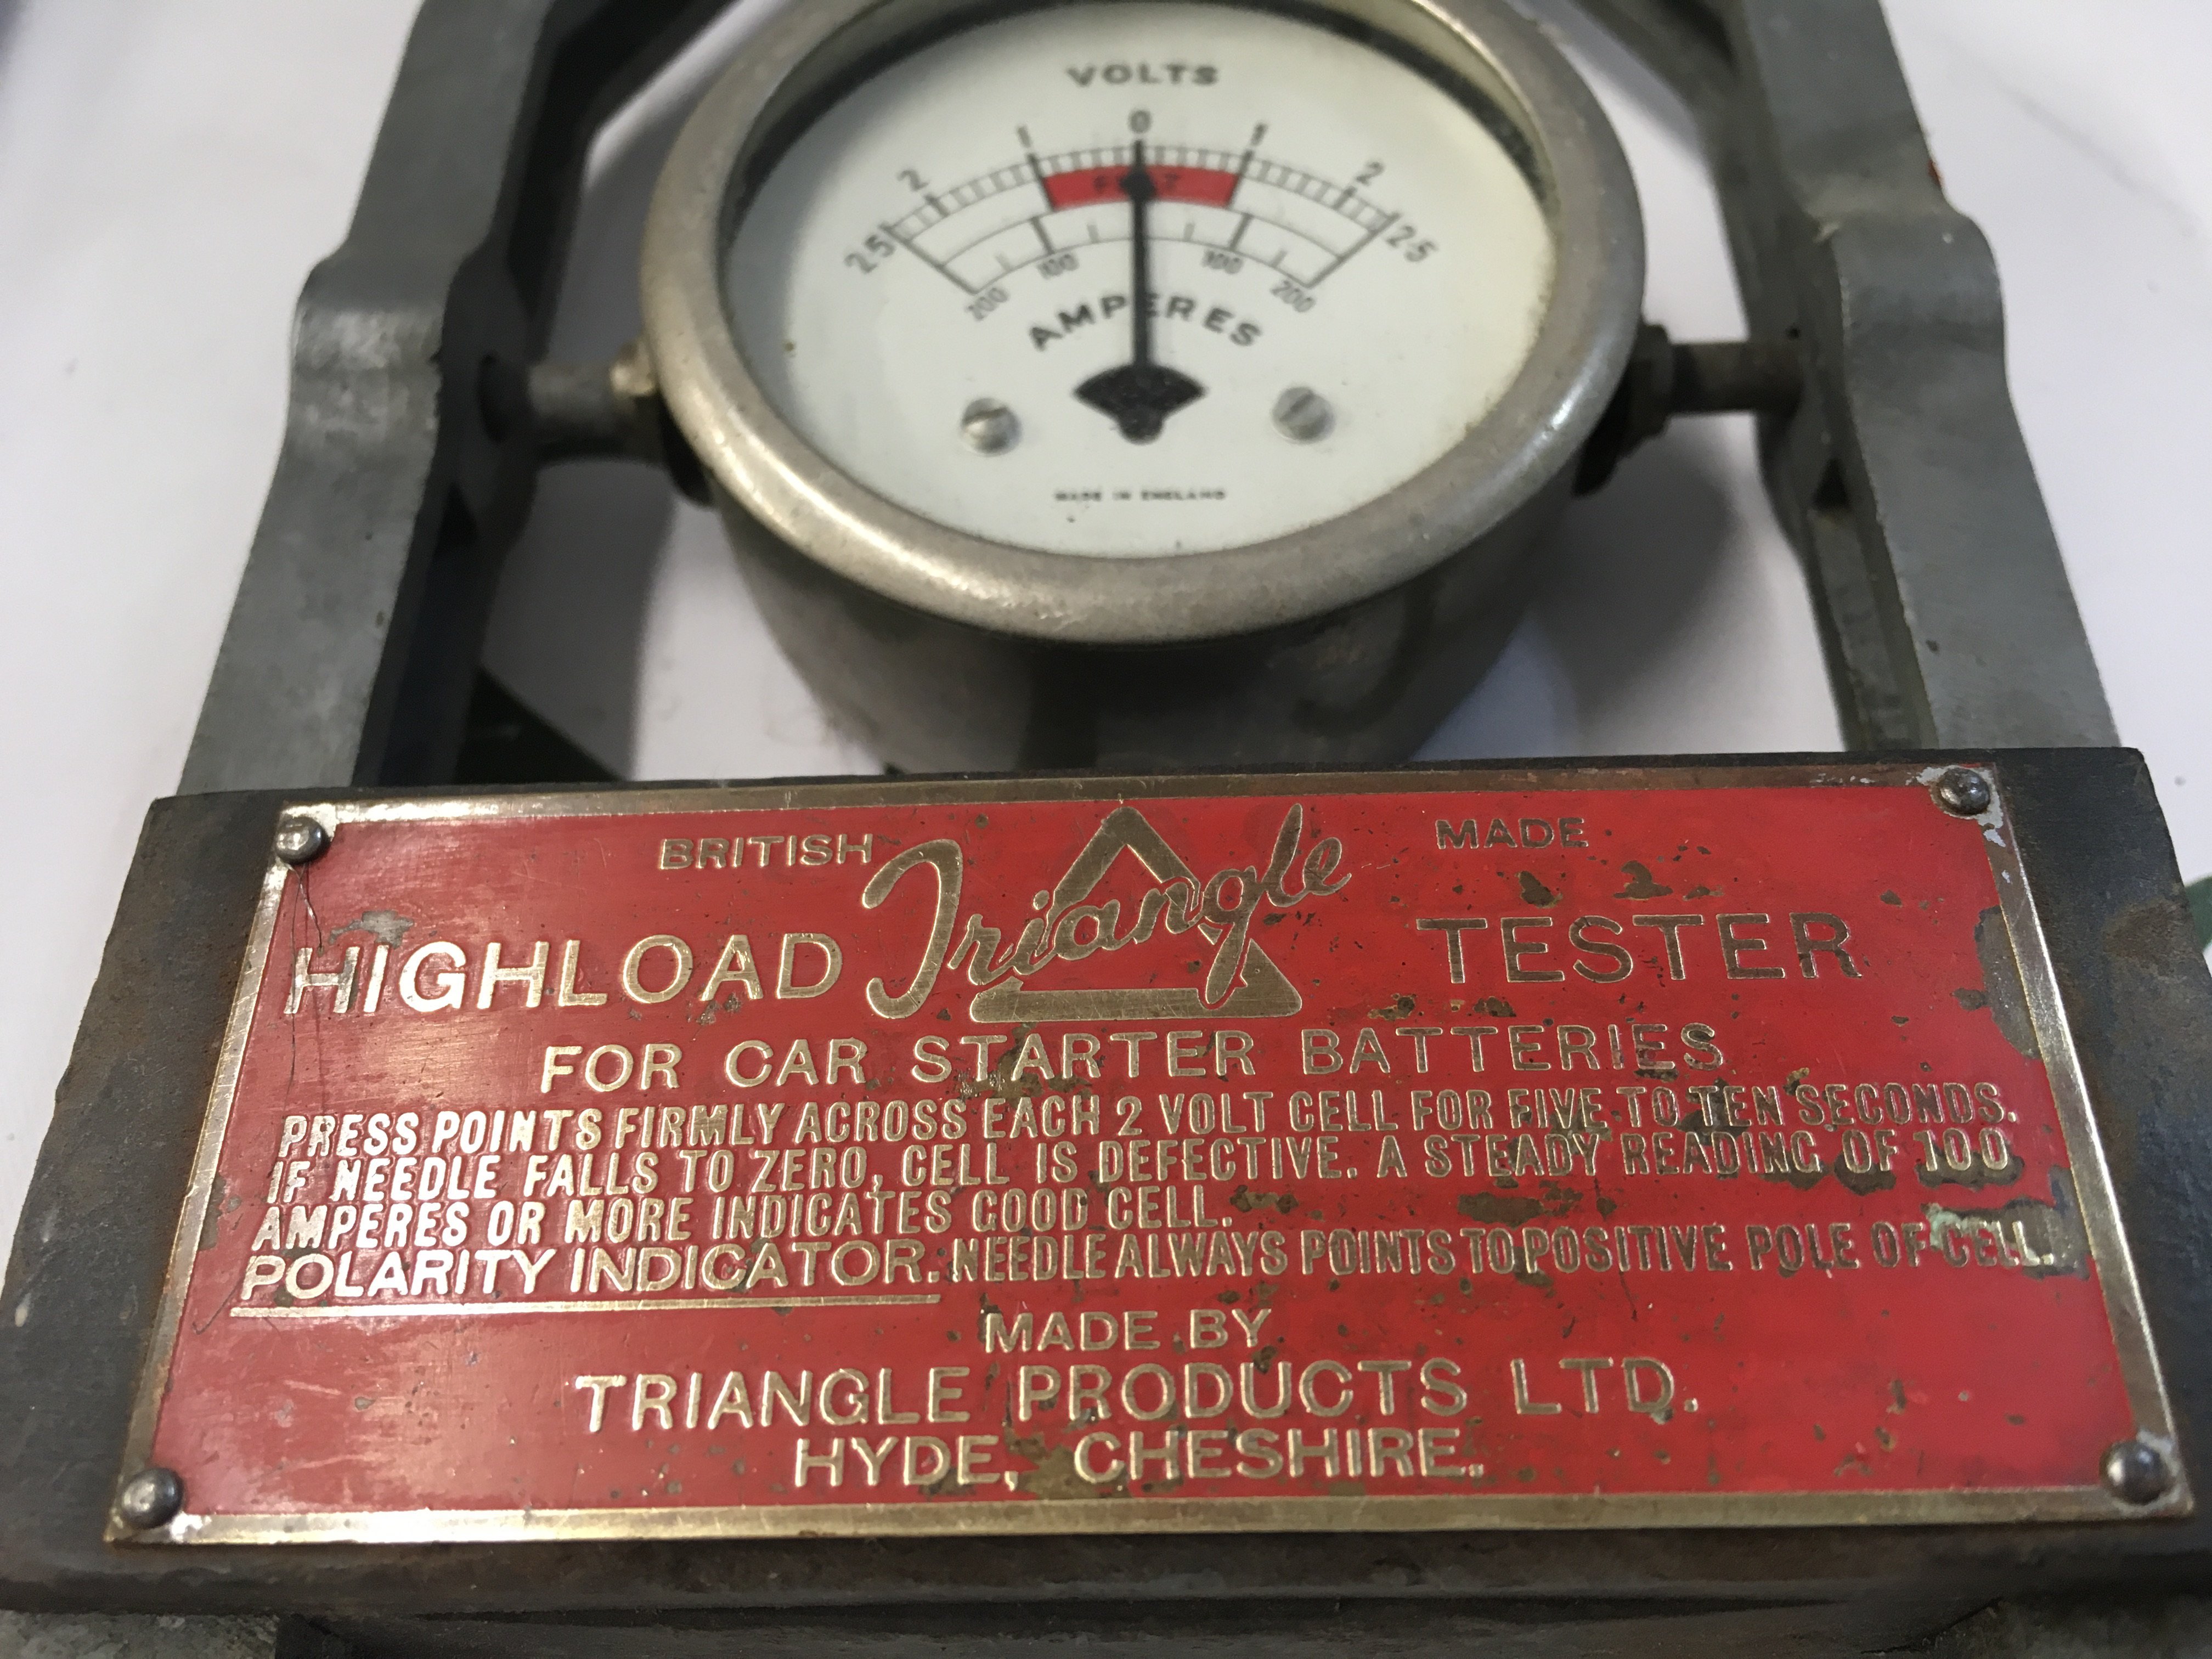 VOLTS
2·5 2 1 0 1 2 2·5
200 100 100 200
AMPERES
MADE IN ENGLAND
BRITISH Triangle MADE
HIGHLOAD TESTER
FOR CAR STARTER BATTERIES
PRESS POINTS FIRMLY ACROSS EACH 2 VOLT CELL FOR FIVE TO TEN SECONDS.
IF NEEDLE FALLS TO ZERO, CELL IS DEFECTIVE. A STEADY READING OF 100
AMPERES OR MORE INDICATES GOOD CELL.
POLARITY INDICATOR. NEEDLE ALWAYS POINTS TO POSITIVE POLE OF CELL.
MADE BY
TRIANGLE PRODUCTS LTD.
HYDE, CHESHIRE.